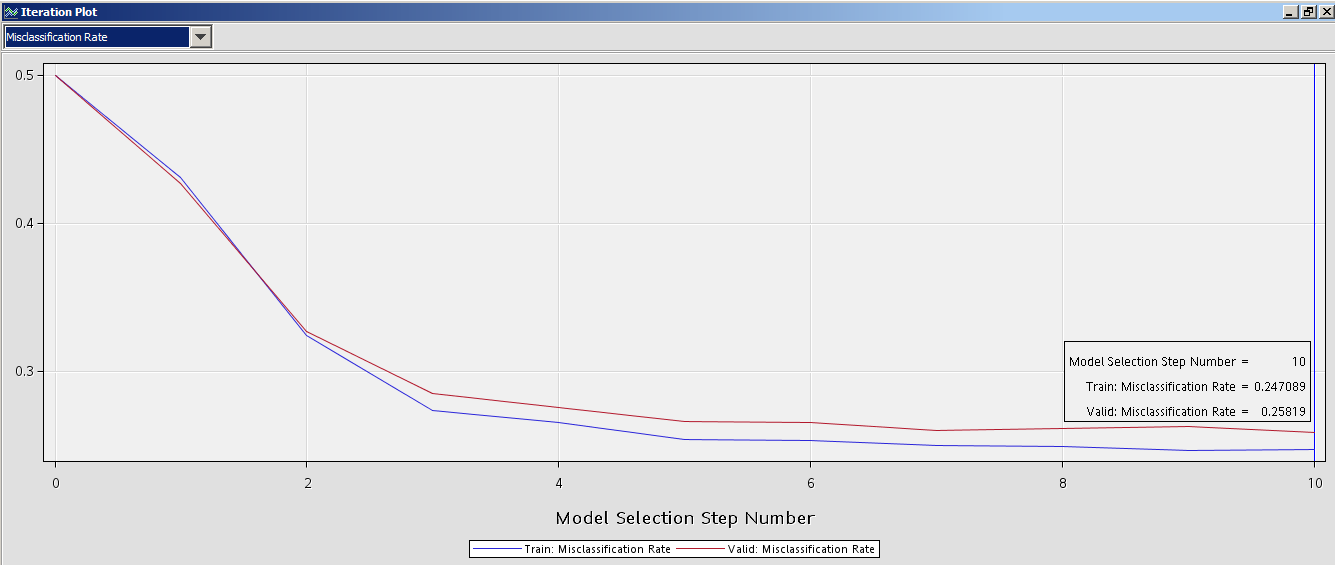 Iteration Plot
Misclassification Rate
0.5
0.4
0.3
Model Selection Step Number = 10
Train: Misclassification Rate = 0.247089
Valid: Misclassification Rate = 0.25819
0 2 4 6 8 10
Model Selection Step Number
Train: Misclassification Rate Valid: Misclassification Rate